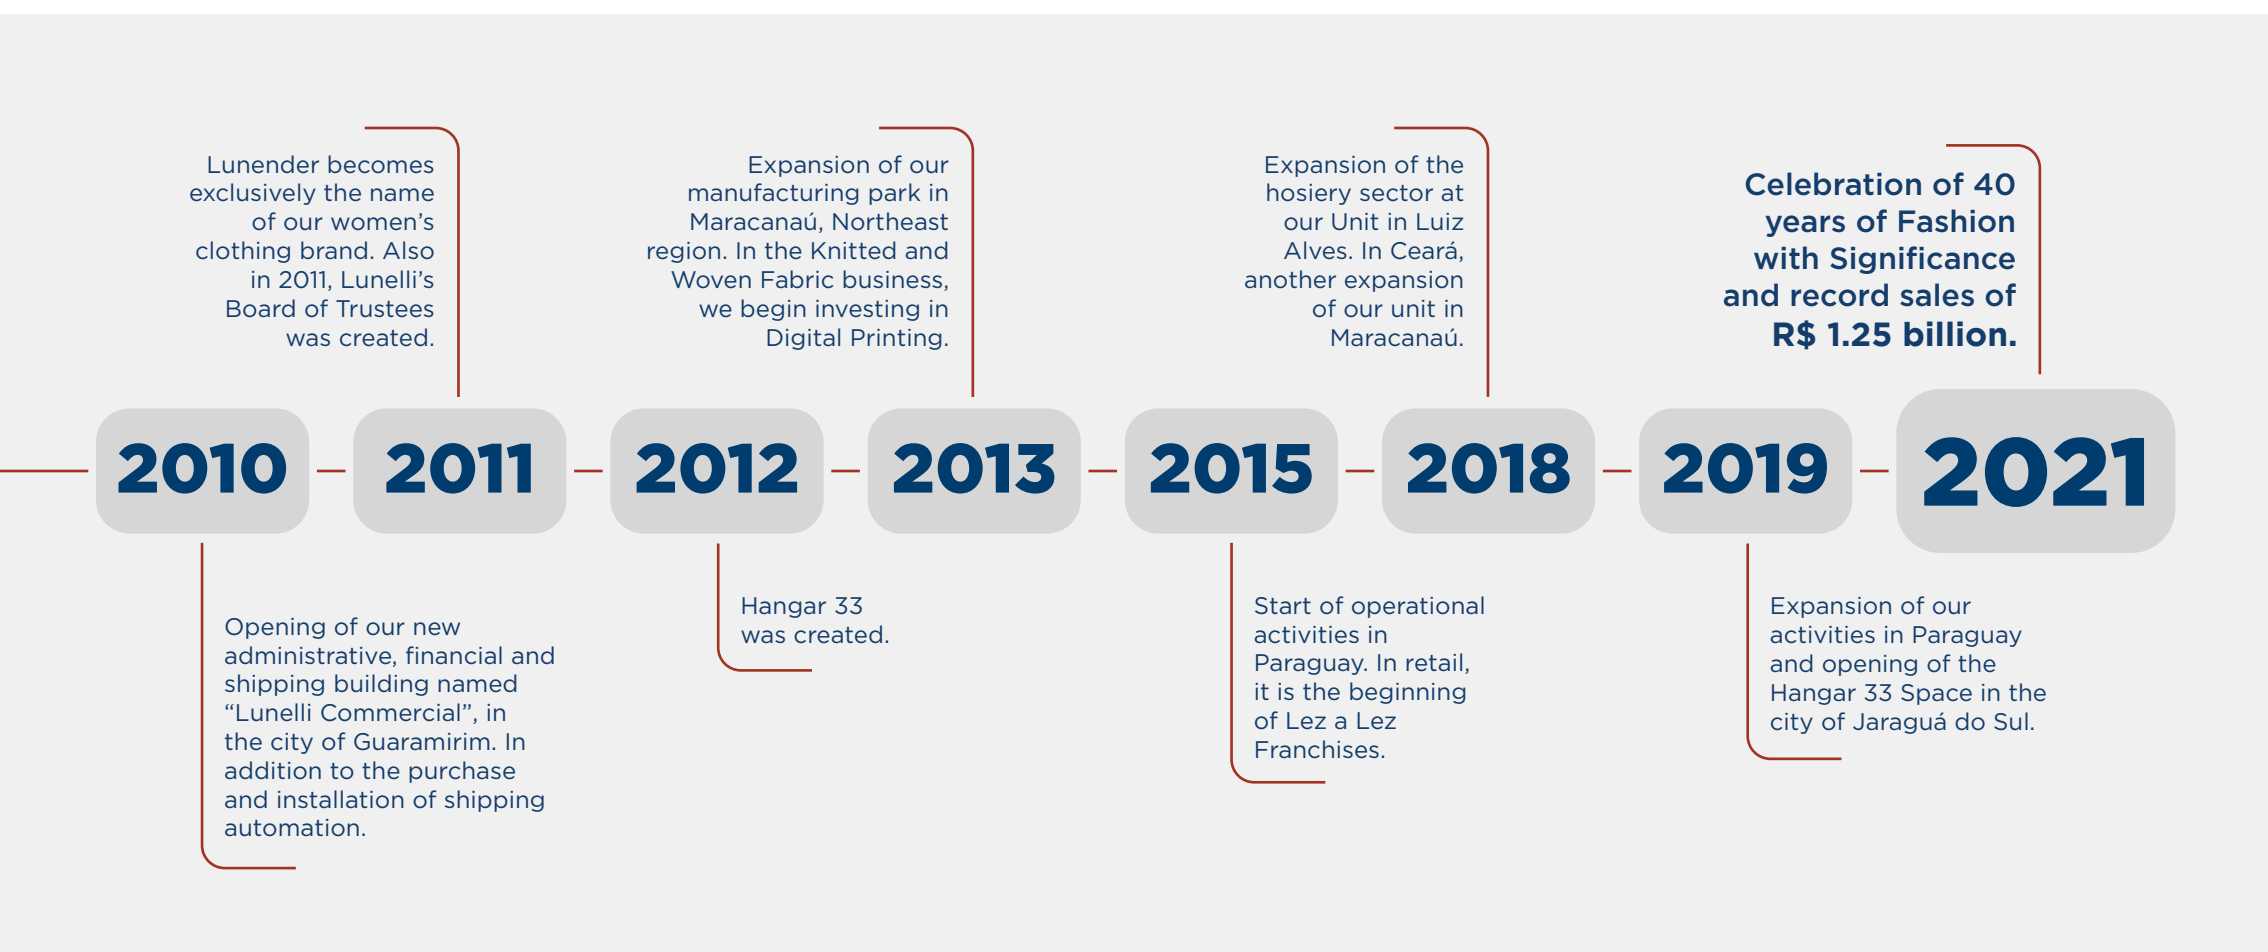 Lunender becomes
exclusively the name
of our women's
clothing brand. Also
in 2011, Lunelli's
Board of Trustees
was created.
Expansion of our
manufacturing park in
Maracanaú, Northeast
region. In the Knitted and
Woven Fabric business,
we begin investing in
Digital Printing.
Expansion of the
hosiery sector at
our Unit in Luiz
Alves. In Ceará,
another expansion
of our unit in
Maracanaú.
Celebration of 40
years of Fashion
with Significance
and record sales of
R$ 1.25 billion.
2010
2011
2012
2013
2015
2018
2019
2021
Opening of our new
administrative, financial and
shipping building named
“Lunelli Commercial”, in
the city of Guaramirim. In
addition to the purchase
and installation of shipping
automation.
Hangar 33
was created.
Start of operational
activities in
Paraguay. In retail,
it is the beginning
of Lez a Lez
Franchises.
Expansion of our
activities in Paraguay
and opening of the
Hangar 33 Space in the
city of Jaraguá do Sul.